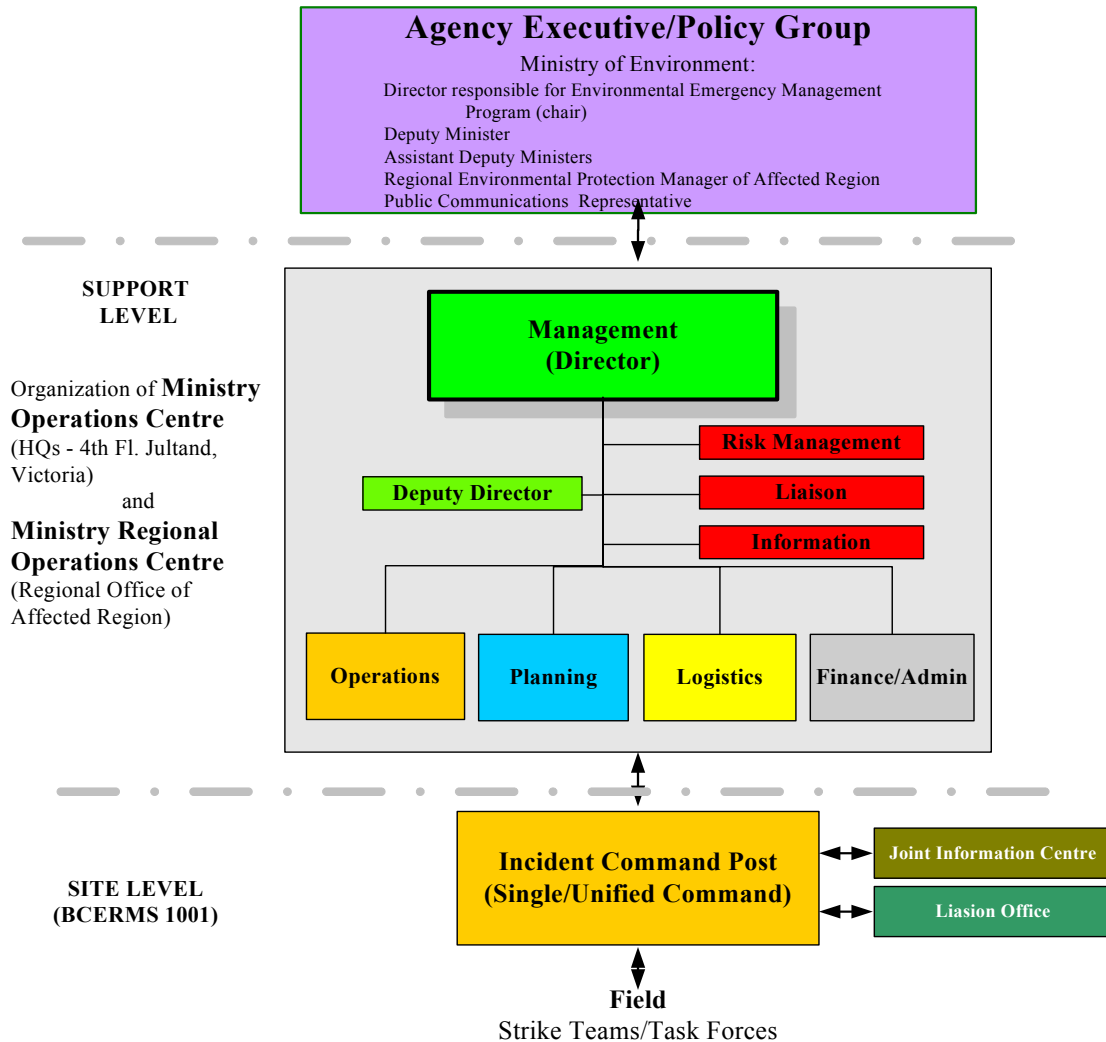 Agency Executive/Policy Group
Ministry of Environment:
Director responsible for Environmental Emergency Management
Program (chair)
Deputy Minister
Assistant Deputy Ministers
Regional Environmental Protection Manager of Affected Region
Public Communications Representative
SUPPORT
LEVEL
Organization of Ministry
Operations Centre
(HQs - 4th Fl. Jultand,
Victoria)
and
Ministry Regional
Operations Centre
(Regional Office of
Affected Region)
Management
(Director)
Risk Management
Deputy Director
Liaison
Information
Operations
Planning
Logistics
Finance/Admin
SITE LEVEL
(BCERMS 1001)
Incident Command Post
(Single/Unified Command)
Joint Information Centre
Liasion Office
Field
Strike Teams/Task Forces